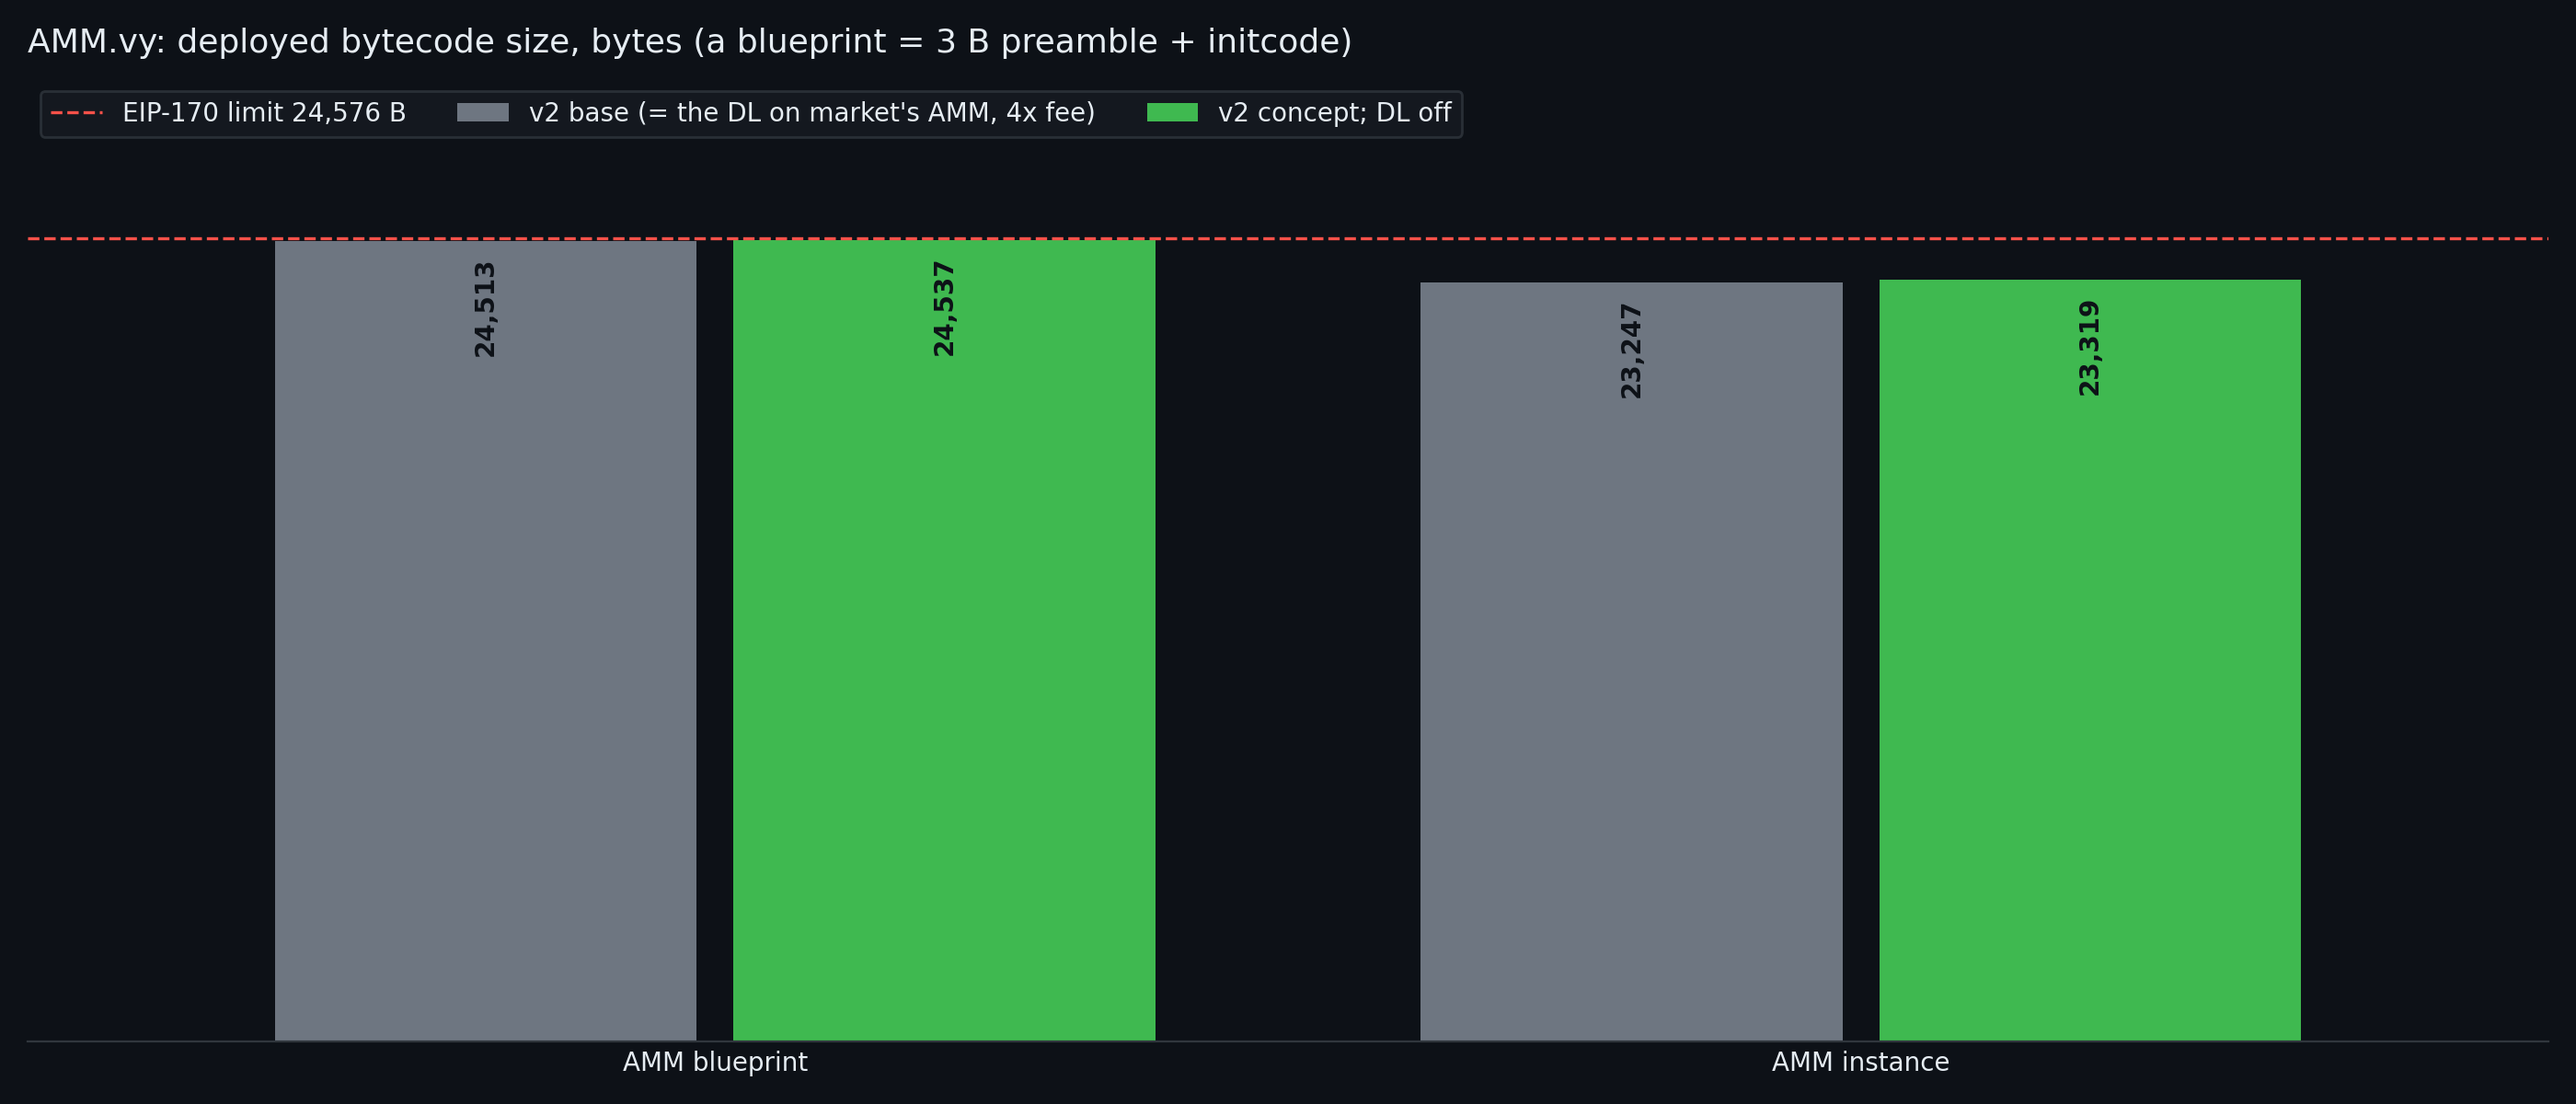 AMM.vy: deployed bytecode size, bytes (a blueprint = 3 B preamble + initcode)
EIP-170 limit 24,576 B
v2 base (= the DL on market's AMM, 4x fee)
v2 concept; DL off
24,513
24,537
23,247
23,319
AMM blueprint
AMM instance